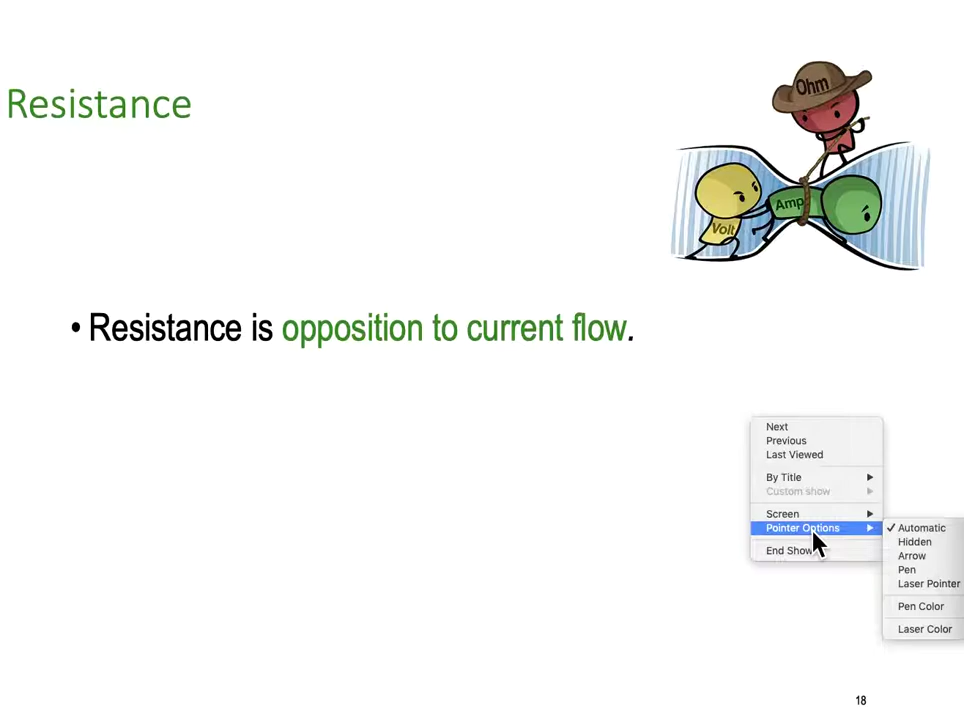 Resistance
Ohm
Amp
Volt
• Resistance is opposition to current flow.
Next
Previous
Last Viewed
By Title
Custom show
Screen
Pointer Options
End Show
✓ Automatic
Hidden
Arrow
Pen
Laser Pointer
Pen Color
Laser Color
18